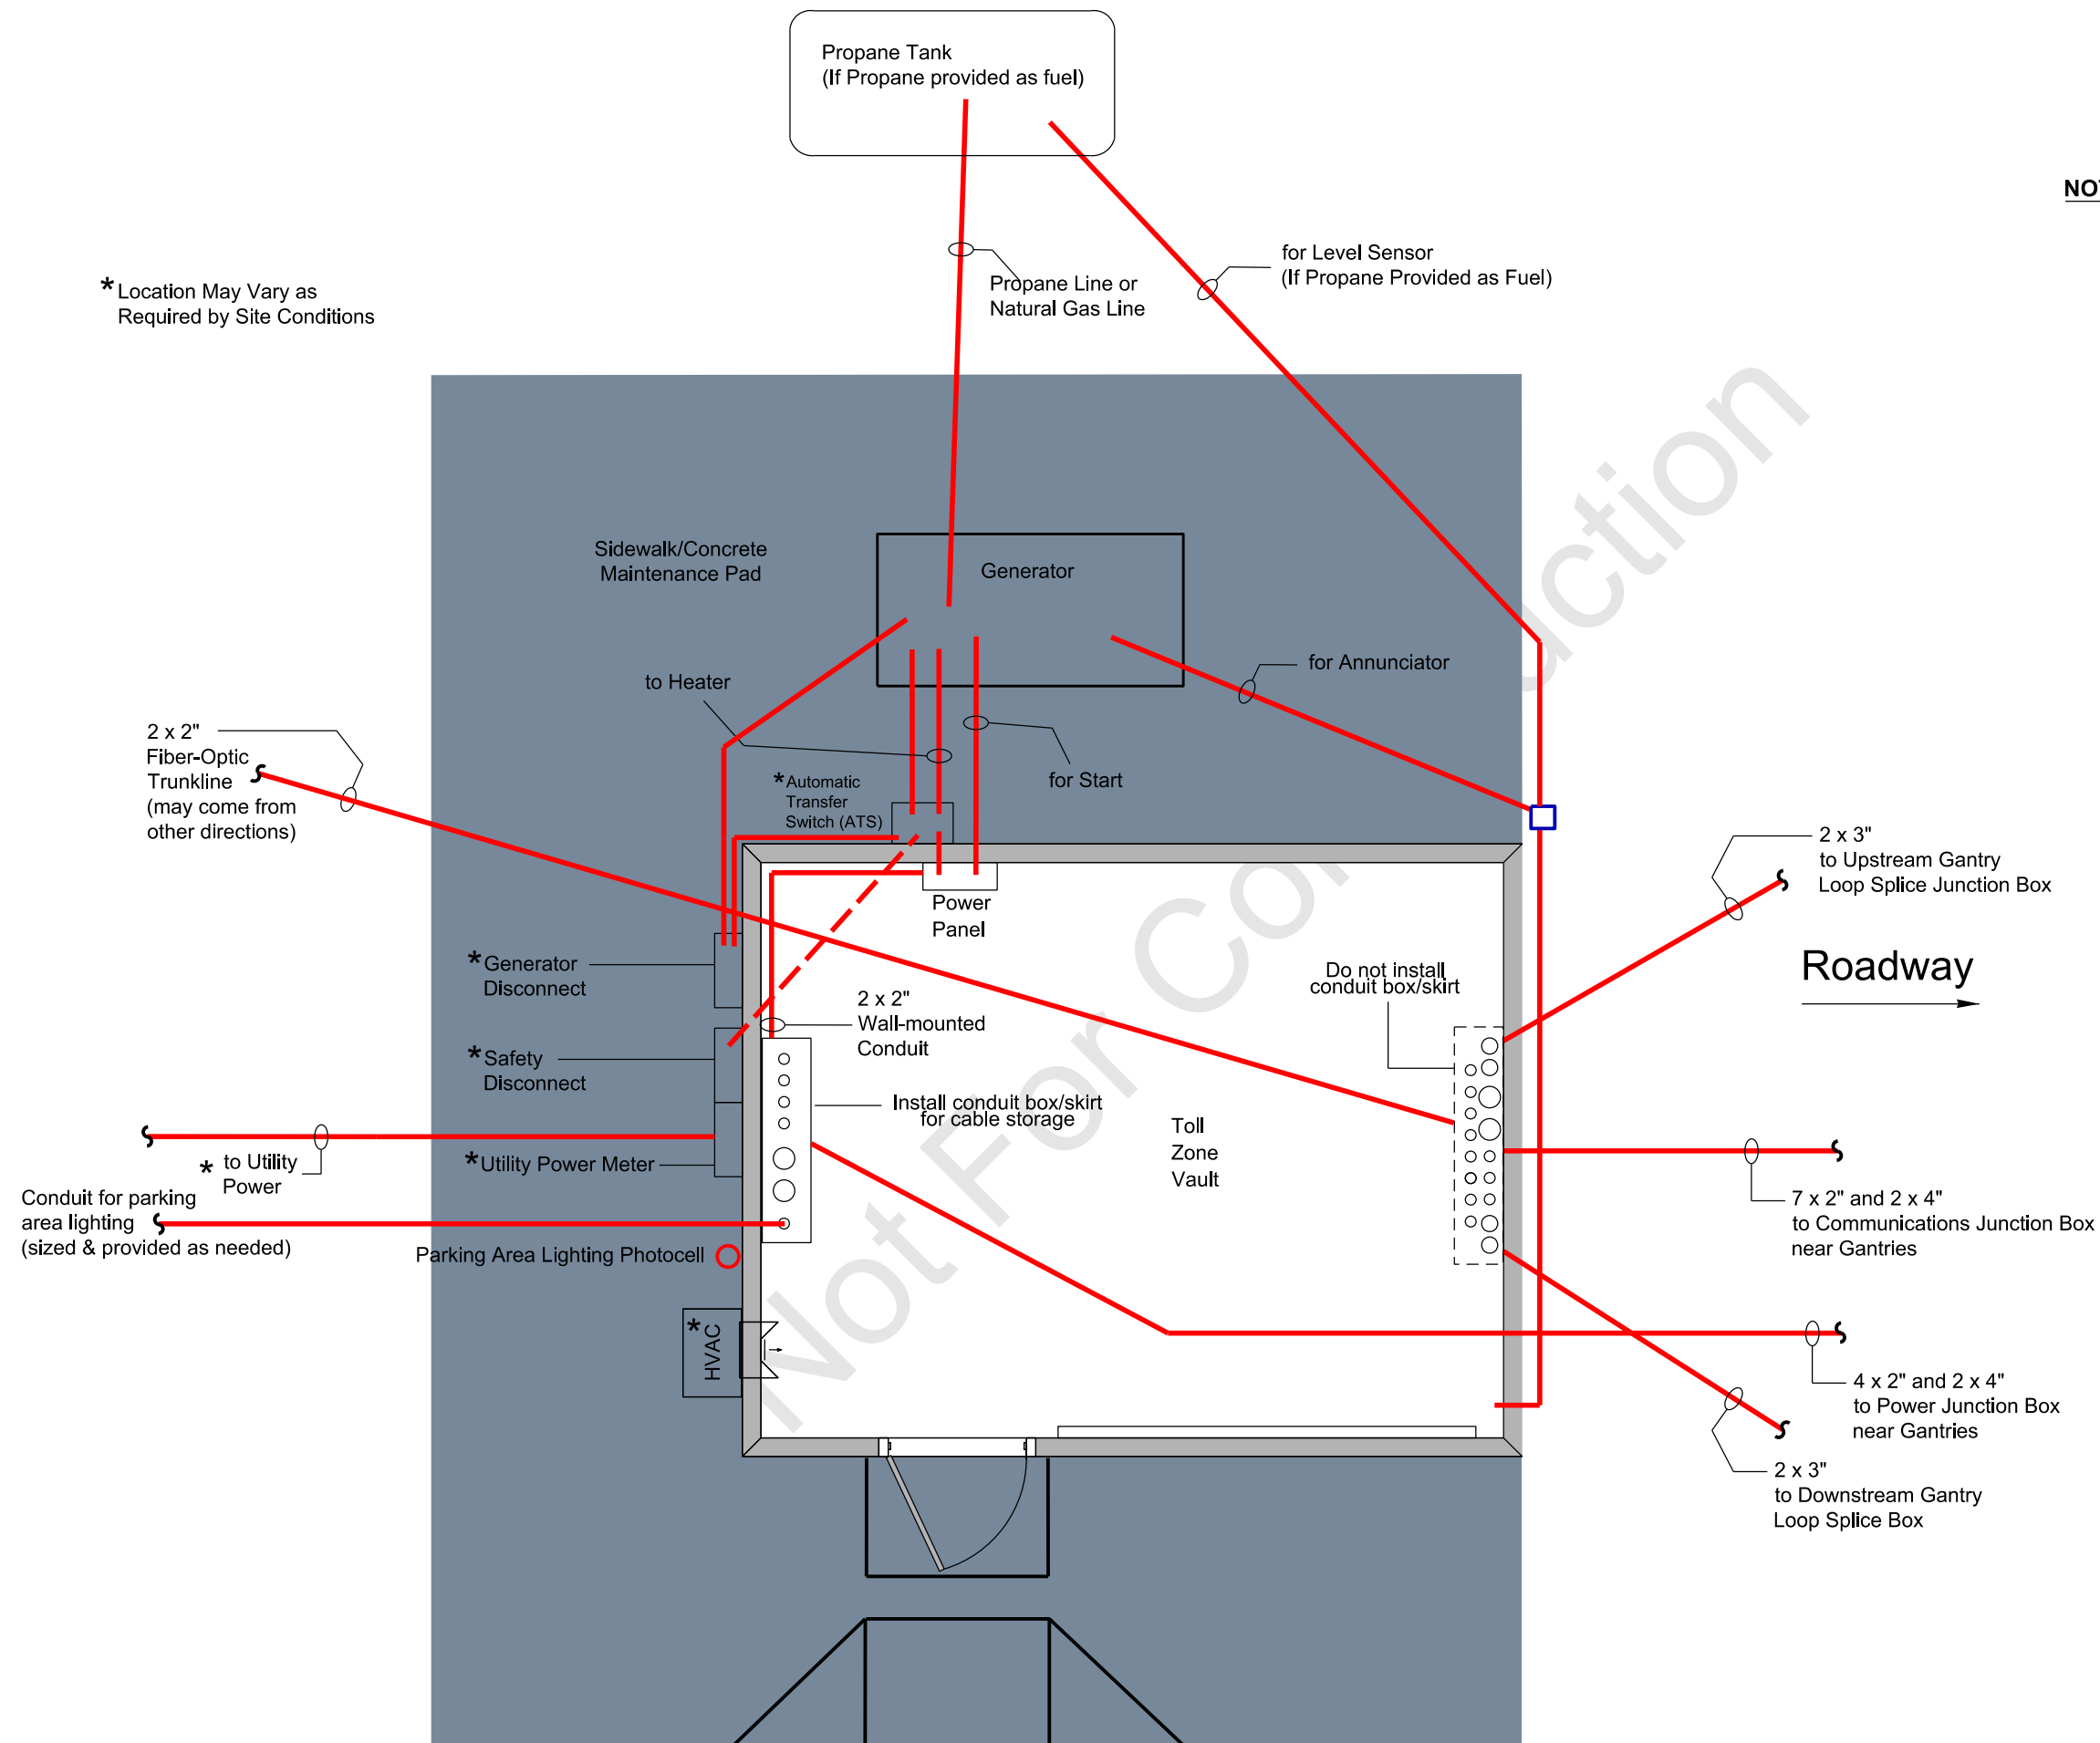 Propane Tank
(If Propane provided as fuel)
NOT
* Location May Vary as
Required by Site Conditions
Propane Line or
Natural Gas Line
for Level Sensor
(If Propane Provided as Fuel)
Sidewalk/Concrete
Maintenance Pad
Generator
to Heater
for Annunciator
for Start
2 x 2"
Fiber-Optic
Trunkline
(may come from
other directions)
* Automatic
Transfer
Switch (ATS)
2 x 3"
to Upstream Gantry
Loop Splice Junction Box
Power
Panel
* Generator
Disconnect
Roadway
Do not install
conduit box/skirt
2 x 2"
Wall-mounted
Conduit
* Safety
Disconnect
Install conduit box/skirt
for cable storage
Toll
Zone
Vault
* to Utility
Power
* Utility Power Meter
Conduit for parking
area lighting
(sized & provided as needed)
7 x 2" and 2 x 4"
to Communications Junction Box
near Gantries
Parking Area Lighting Photocell
* HVAC
4 x 2" and 2 x 4"
to Power Junction Box
near Gantries
2 x 3"
to Downstream Gantry
Loop Splice Box
Not For Con uction